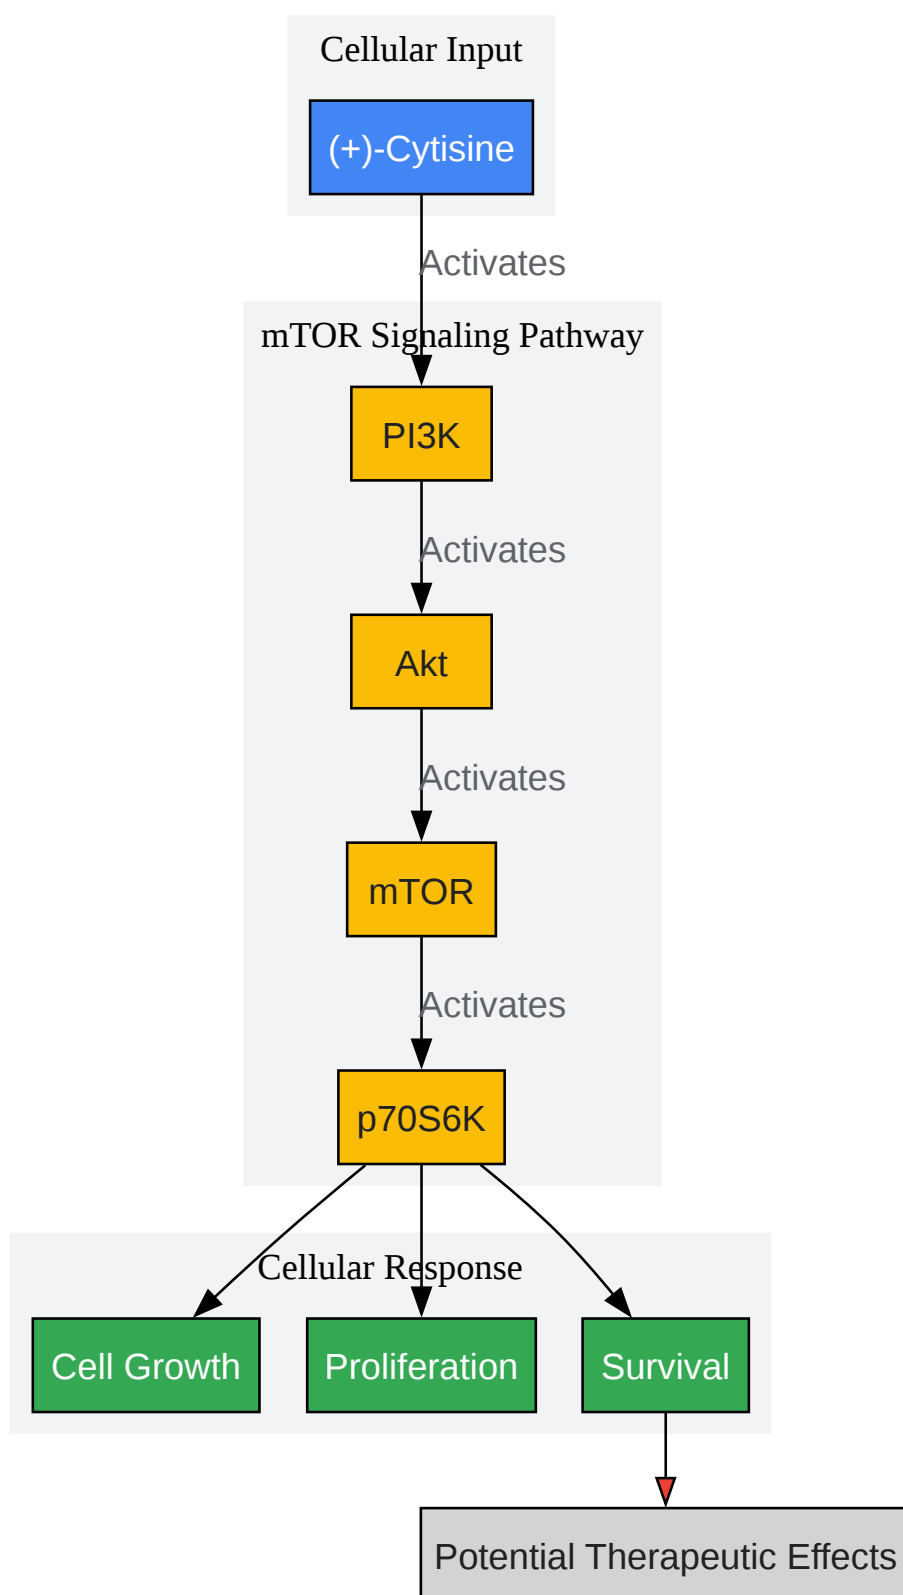 Cellular Input
(+)-Cytisine
Activates
mTOR Signaling Pathway
PI3K
Activates
Akt
Activates
mTOR
Activates
p70S6K
Cellular Response
Cell Growth
Proliferation
Survival
Potential Therapeutic Effects